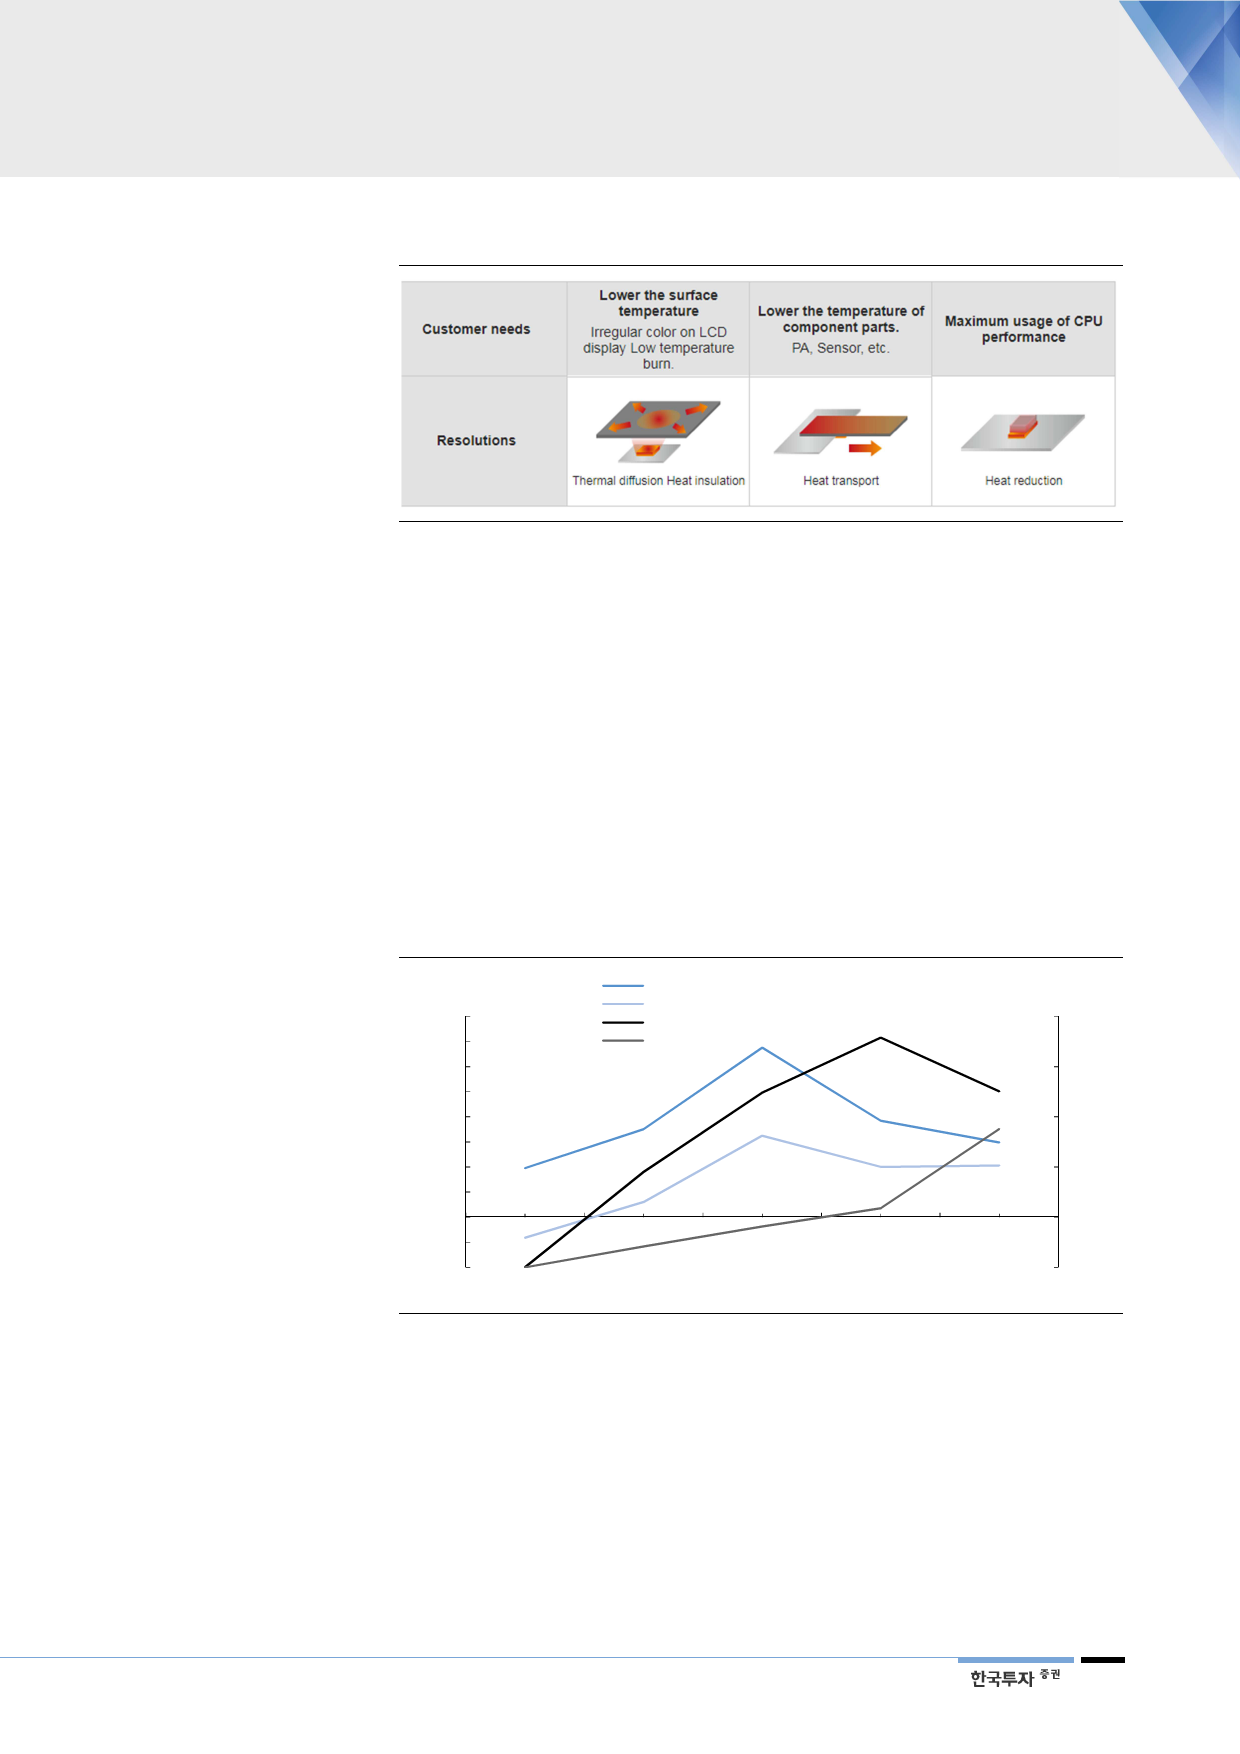 Customer needs
Lower the surface
temperature
Irregular color on LCD
display Low temperature
burn.
Lower the temperature of
component parts.
PA, Sensor, etc.
Maximum usage of CPU
performance
Resolutions
Thermal diffusion Heat insulation
Heat transport
Heat reduction
한국투자 증권